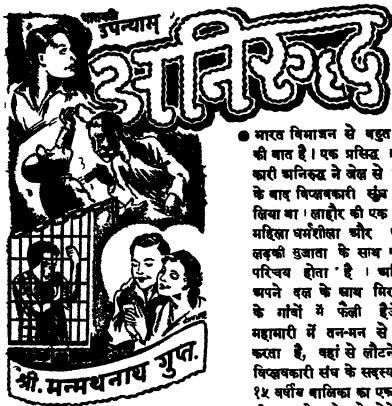 उपन्यास
अनिरुद्ध
● भारत विभाजन से बहुत
की बात है। एक प्रसिद्ध
कारी अनिरुद्ध ने जेल से
के बाद विप्लवकारी संघ
लिया था। लाहौर की एक
महिला धर्मशीला और
लड़की सुजाता के साथ
परिचय होता है।
अपने दल के साथ मिर
के गांवों में फैली
महामारी में तन-मन से
करता है, वहां से लौटने
विप्लवकारी संघ के सदस्य
१५ वर्षीय बालिका का एक
श्री. मन्मथनाथ गुप्त.